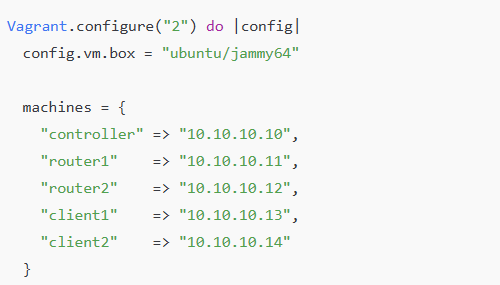 Vagrant.configure("2") do |config|
  config.vm.box = "ubuntu/jammy64"

  machines = {
    "controller" => "10.10.10.10",
    "router1"    => "10.10.10.11",
    "router2"    => "10.10.10.12",
    "client1"    => "10.10.10.13",
    "client2"    => "10.10.10.14"
  }